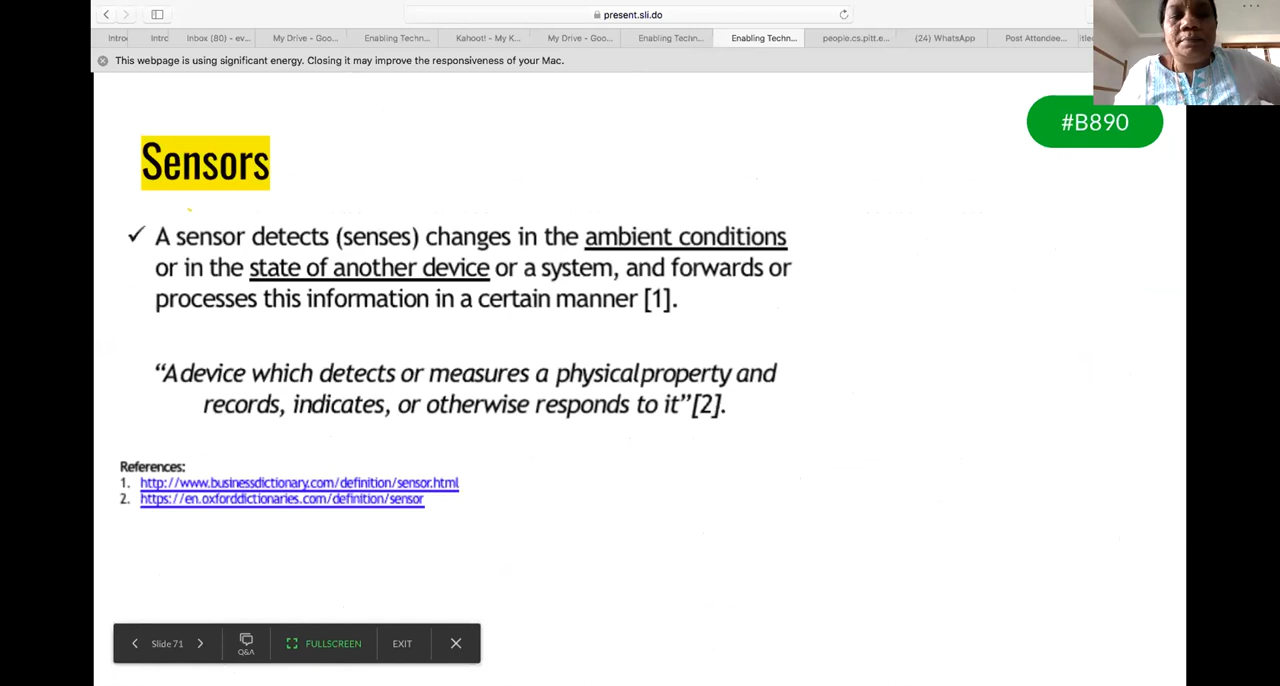 present.sli.do
Intro
Intro
Inbox (80) - ev...
My Drive - Goo...
Enabling Techn...
Kahoot! - My K...
My Drive - Goo...
Enabling Techn...
Enabling Techn...
people.cs.pitt.e...
(24) WhatsApp
Post Attendee...
This webpage is using significant energy. Closing it may improve the responsiveness of your Mac.
#B890
Sensors
✓ A sensor detects (senses) changes in the ambient conditions
or in the state of another device or a system, and forwards or
processes this information in a certain manner [1].
“A device which detects or measures a physical property and
records, indicates, or otherwise responds to it”[2].
References:
1. http://www.businessdictionary.com/definition/sensor.html
2. https://en.oxforddictionaries.com/definition/sensor
Slide 71
Q&A
FULLSCREEN
EXIT